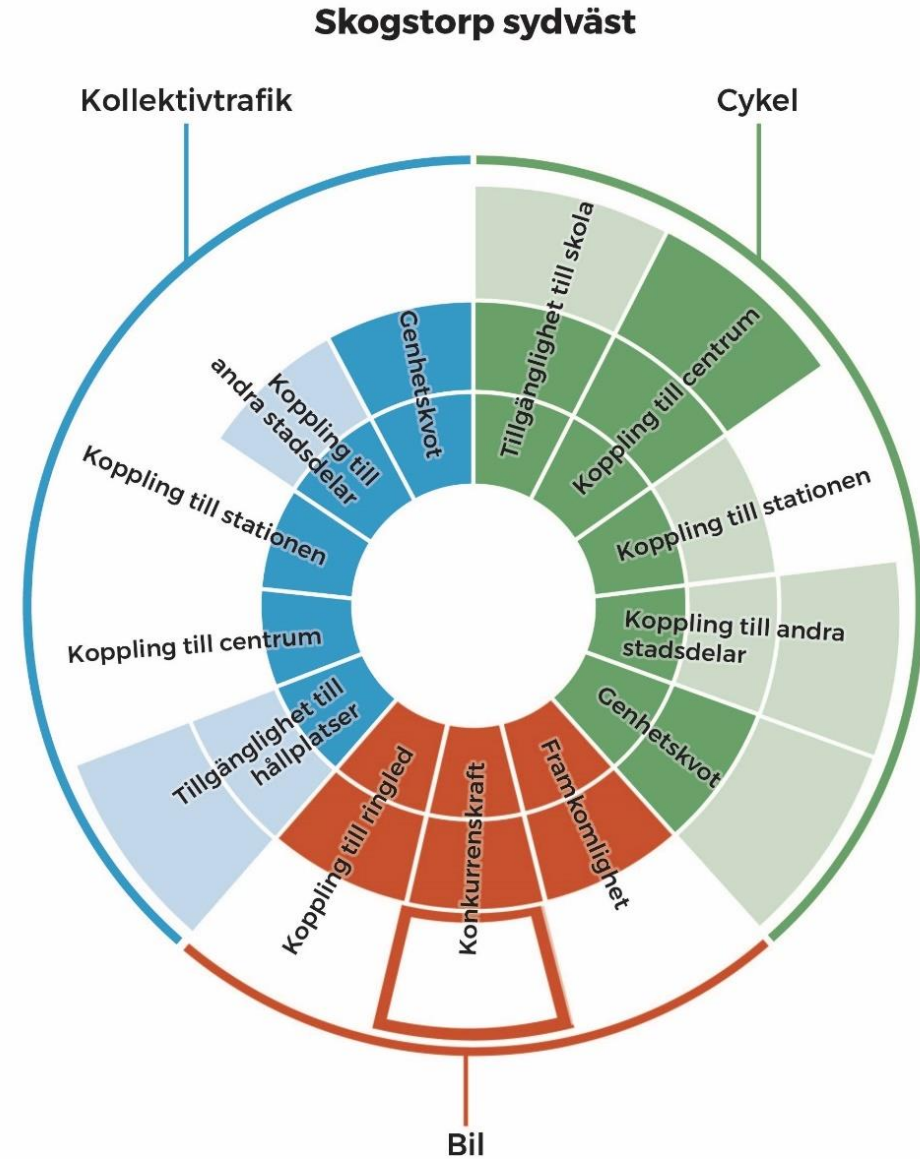 Skogstorp sydväst
Kollektivtrafik
Cykel
Tillgänglighet till skola
Koppling till centrum
Koppling till stationen
Koppling till andra
stadsdelar
Genhetskvot
Framkomlighet
Konkurrenskraft
Koppling till ringled
Tillgänglighet till
hållplatser
Koppling till centrum
Koppling till stationen
Koppling till
andra stadsdelar
Genhetskvot
Bil